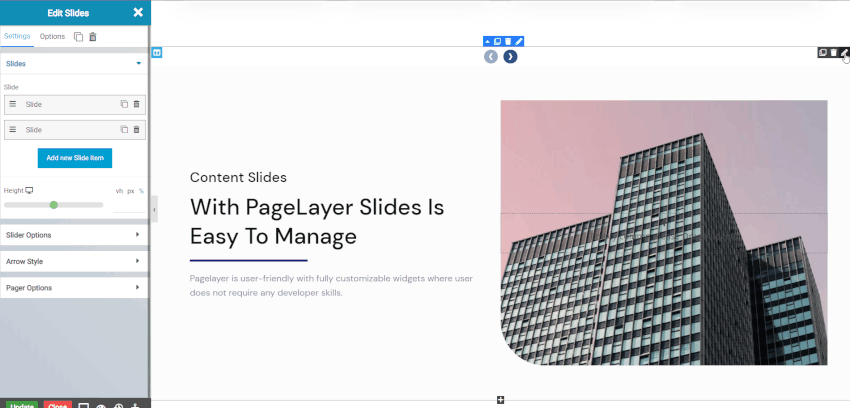 Edit Slides
Settings Options
Slides
Slide
Slide
Slide
Add new Slide Item
Height vh px %
Slider Options
Arrow Style
Pager Options
Update Close
Content Slides
With PageLayer Slides Is
Easy To Manage
Pagelayer is user-friendly with fully customizable widgets where user
does not require any developer skills.